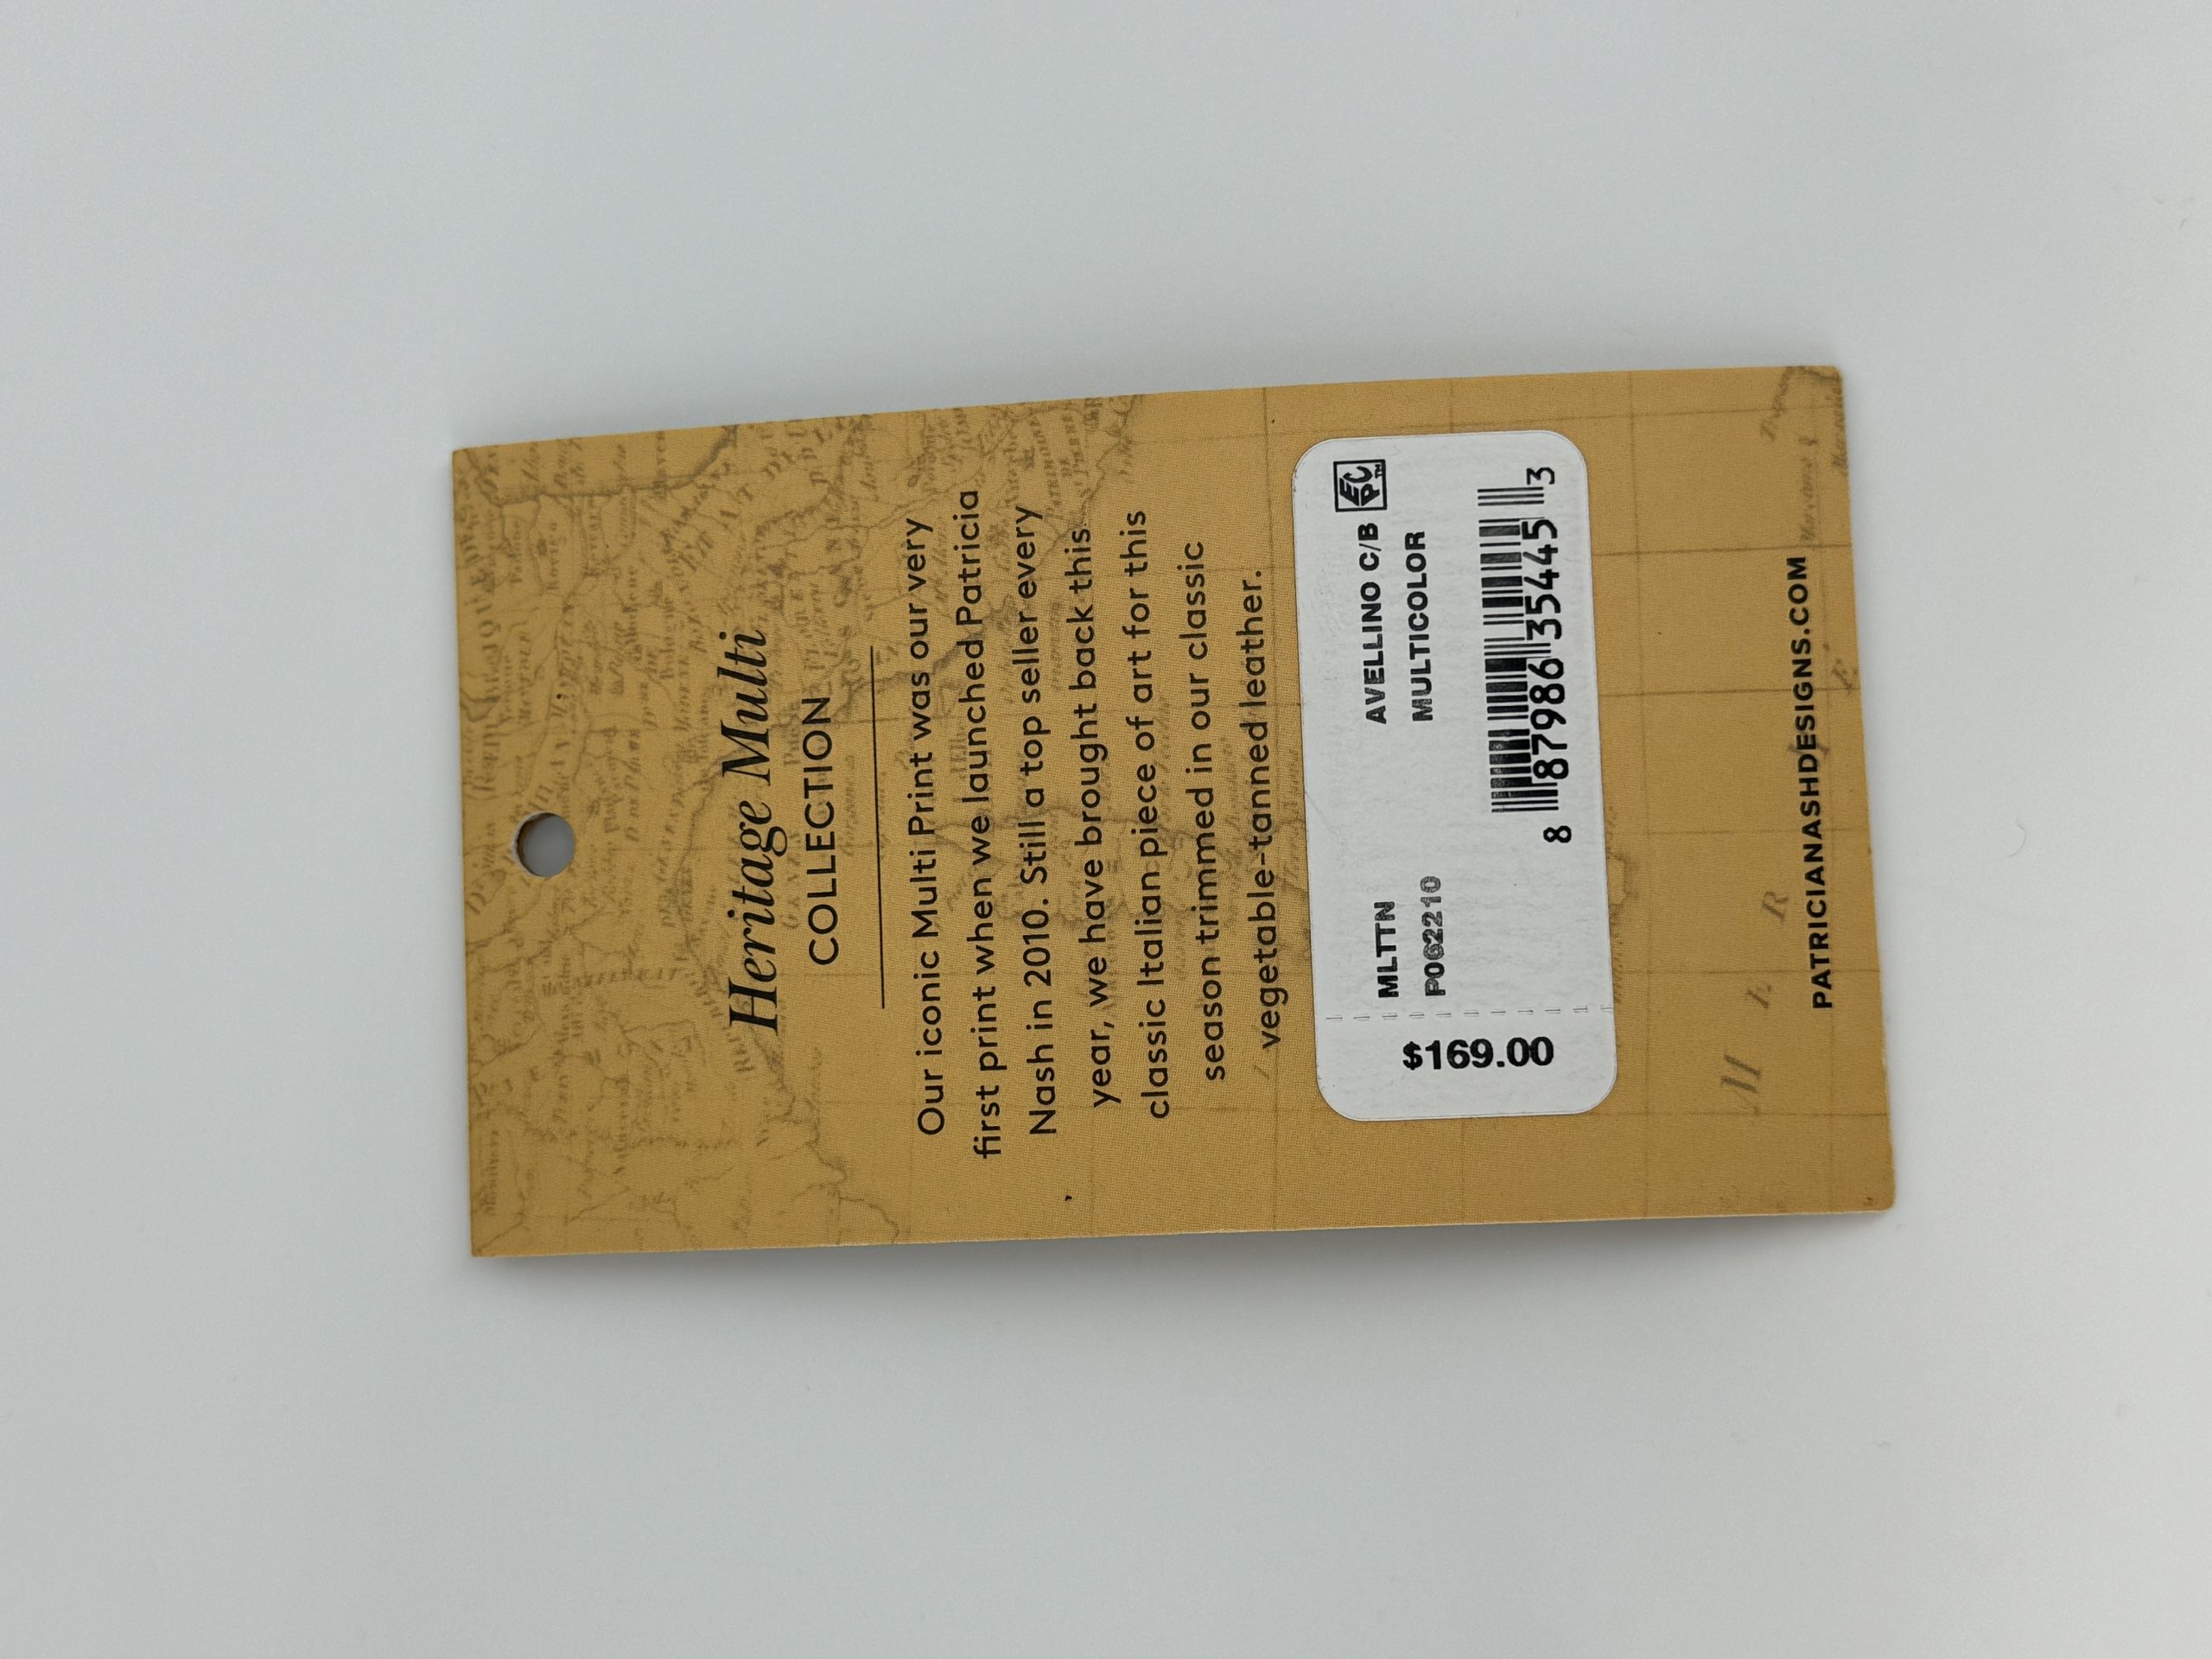 Heritage Multi
COLLECTION
Our iconic Multi Print was our very
first print when we launched Patricia
Nash in 2010. Still a top seller every
year, we have brought back this
classic Italian piece of art for this
season trimmed in our classic
vegetable-tanned leather.
EPC™
MLTTN AVELLINO C/B
P062210 MULTICOLOR
8 87986 35445 3
$169.00
PATRICIANASHDESIGNS.COM